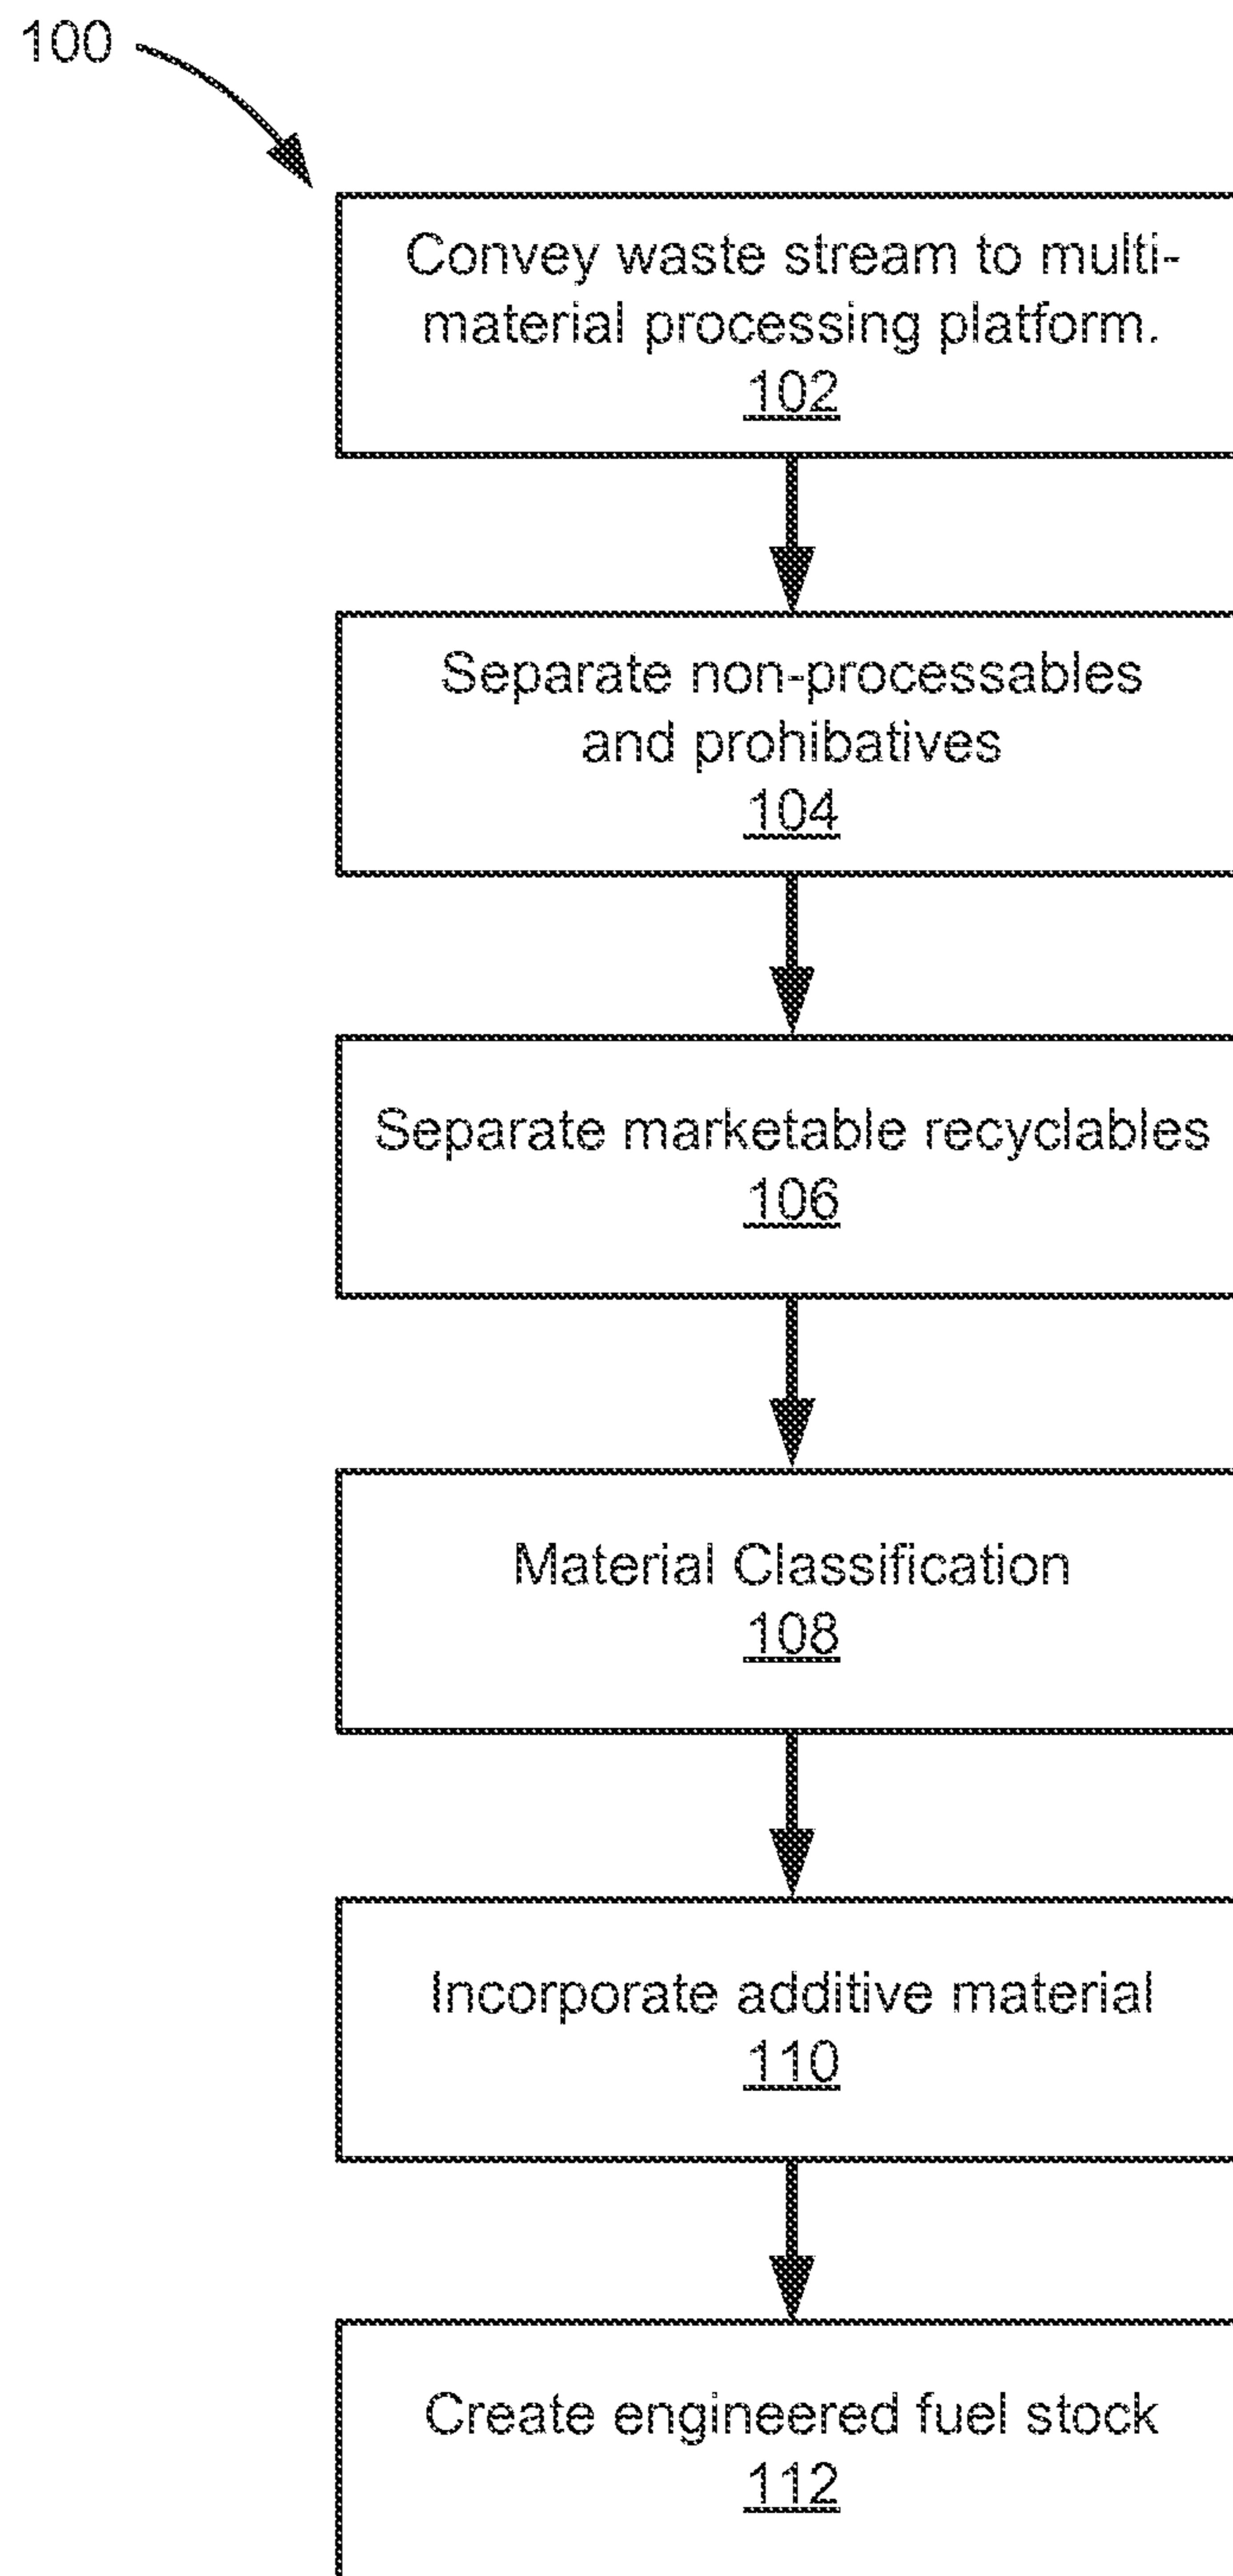 100
Convey waste stream to multi-
material processing platform.
102
Separate non-processables
and prohibatives
104
Separate marketable recyclables
106
Material Classification
108
Incorporate additive material
110
Create engineered fuel stock
112